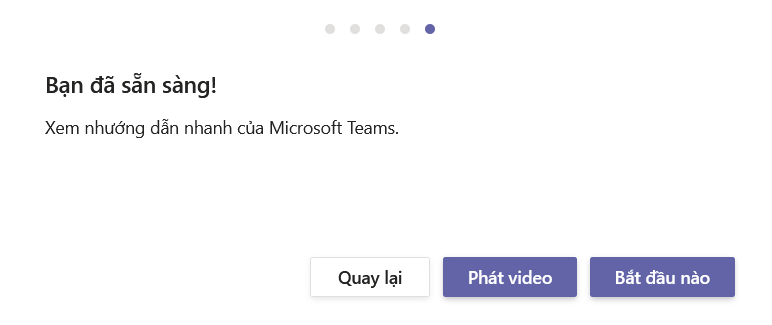 Bạn đã sẵn sàng!
Xem nhướng dẫn nhanh của Microsoft Teams.
Quay lại
Phát video
Bắt đầu nào